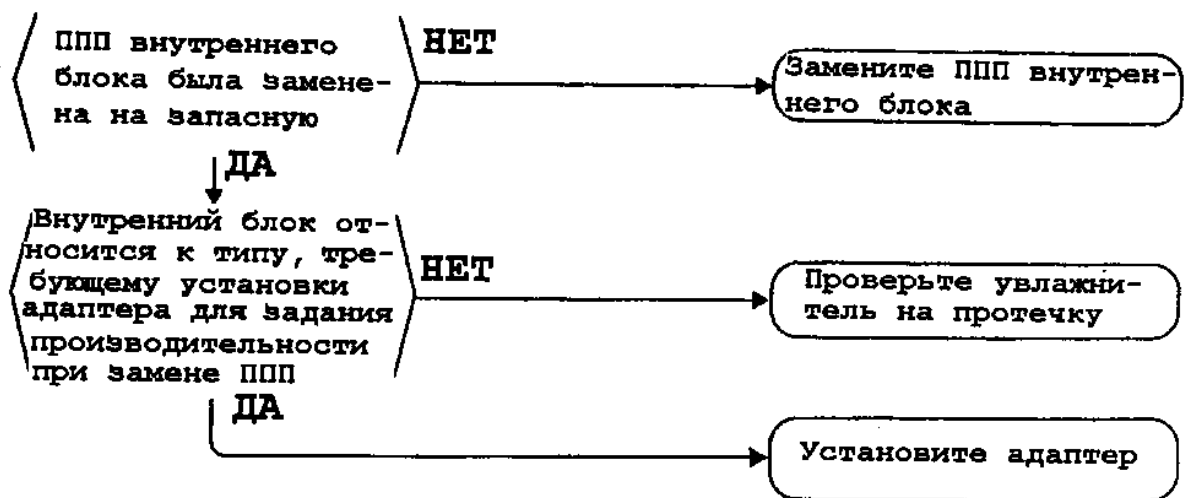 ППП внутреннего
блока была замене-
на на запасную
НЕТ
Замените ППП внутрен-
него блока
ДА
Внутренний блок от-
носится к типу, тре-
бующему установки
адаптера для задания
производительности
при замене ППП
НЕТ
Проверьте увлажни-
тель на протечку
ДА
Установите адаптер